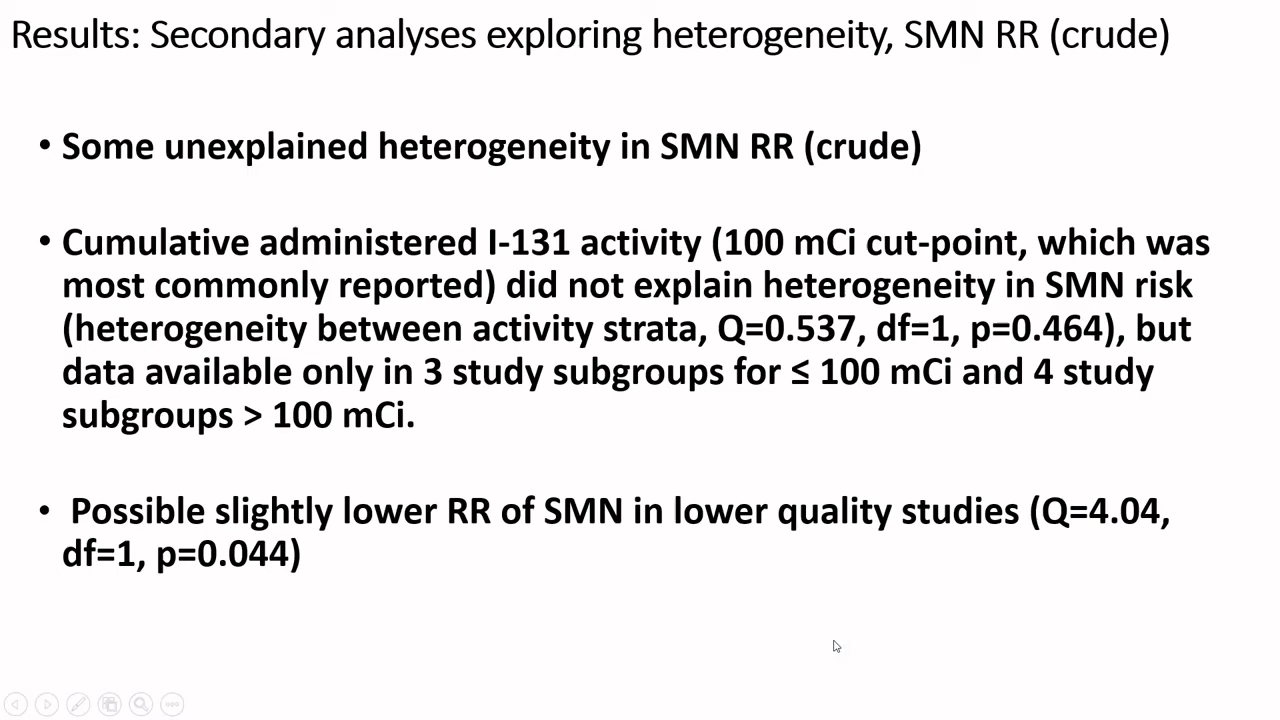 Results: Secondary analyses exploring heterogeneity, SMN RR (crude)
• Some unexplained heterogeneity in SMN RR (crude)
• Cumulative administered I-131 activity (100 mCi cut-point, which was
most commonly reported) did not explain heterogeneity in SMN risk
(heterogeneity between activity strata, Q=0.537, df=1, p=0.464), but
data available only in 3 study subgroups for ≤ 100 mCi and 4 study
subgroups > 100 mCi.
• Possible slightly lower RR of SMN in lower quality studies (Q=4.04,
df=1, p=0.044)